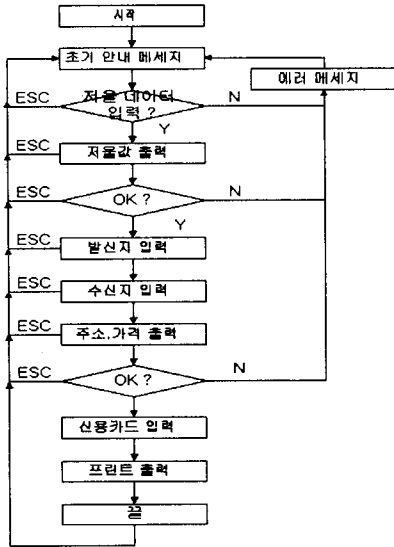 시작
초기 안내 메세지
에러 메세지
ESC
저울 데이터
입력 ?
N
Y
ESC
저울값 출력
ESC
OK ?
N
Y
ESC
발신지 입력
ESC
수신지 입력
ESC
주소,가격 출력
ESC
OK ?
N
신용카드 입력
프린트 출력
끝